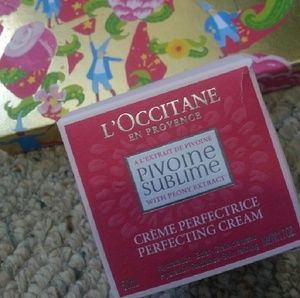 L'OCCITANE
EN PROVENCE
A L'EXTRAIT DE PIVOINE
PIVOINE
SUBLIME
WITH PEONY EXTRACT
CRÈME PERFECTRICE
PERFECTING CREAM